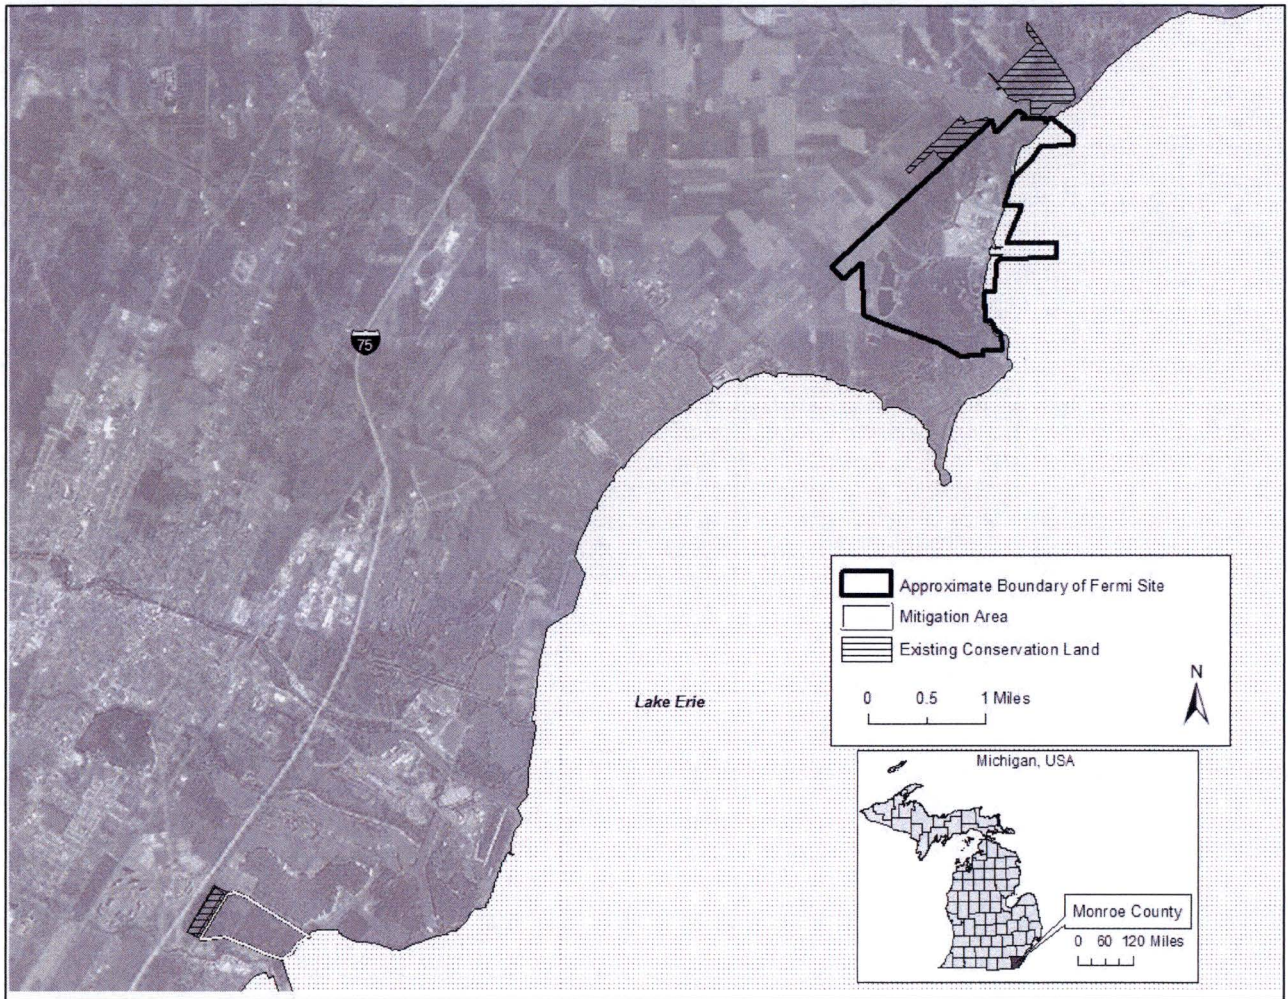 75
Approximate Boundary of Fermi Site
Mitigation Area
Existing Conservation Land
0 0.5 1 Miles
N
Lake Erie
Michigan, USA
Monroe County
0 60 120 Miles